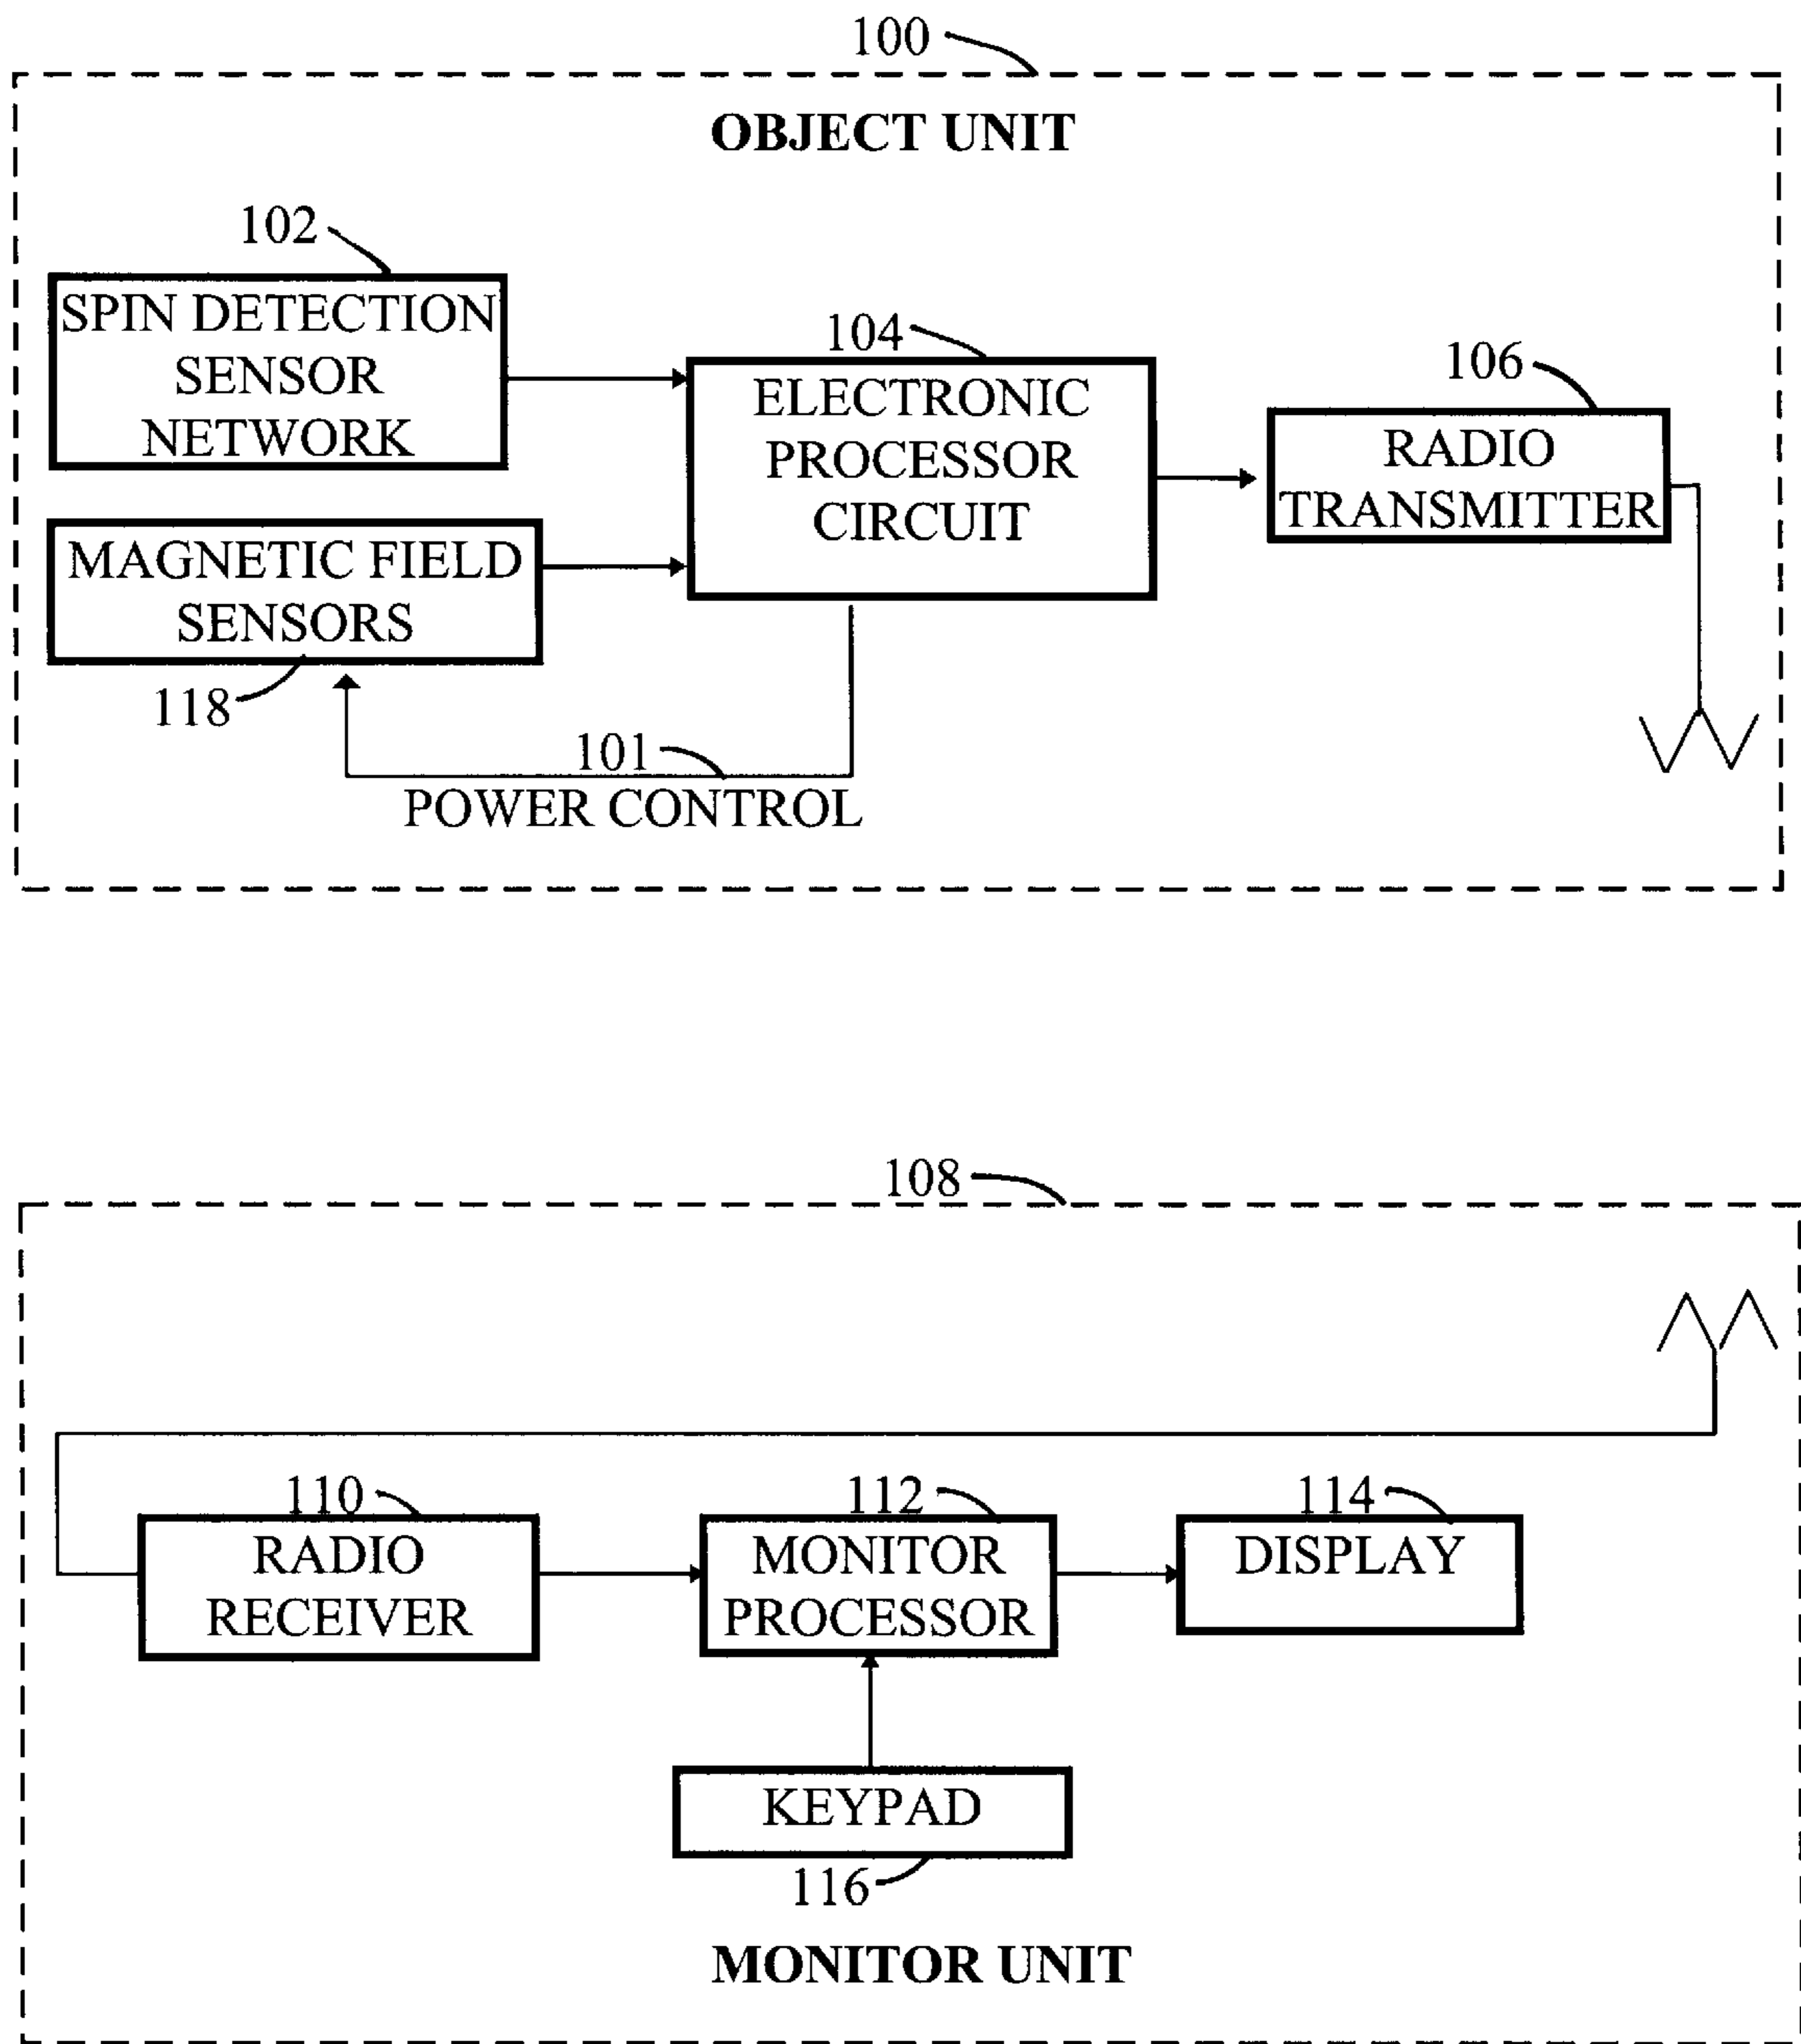 100
OBJECT UNIT
102
SPIN DETECTION
SENSOR
NETWORK
104
ELECTRONIC
PROCESSOR
CIRCUIT
106
RADIO
TRANSMITTER
MAGNETIC FIELD
SENSORS
118
101
POWER CONTROL
108
110
RADIO
RECEIVER
112
MONITOR
PROCESSOR
114
DISPLAY
KEYPAD
116
MONITOR UNIT